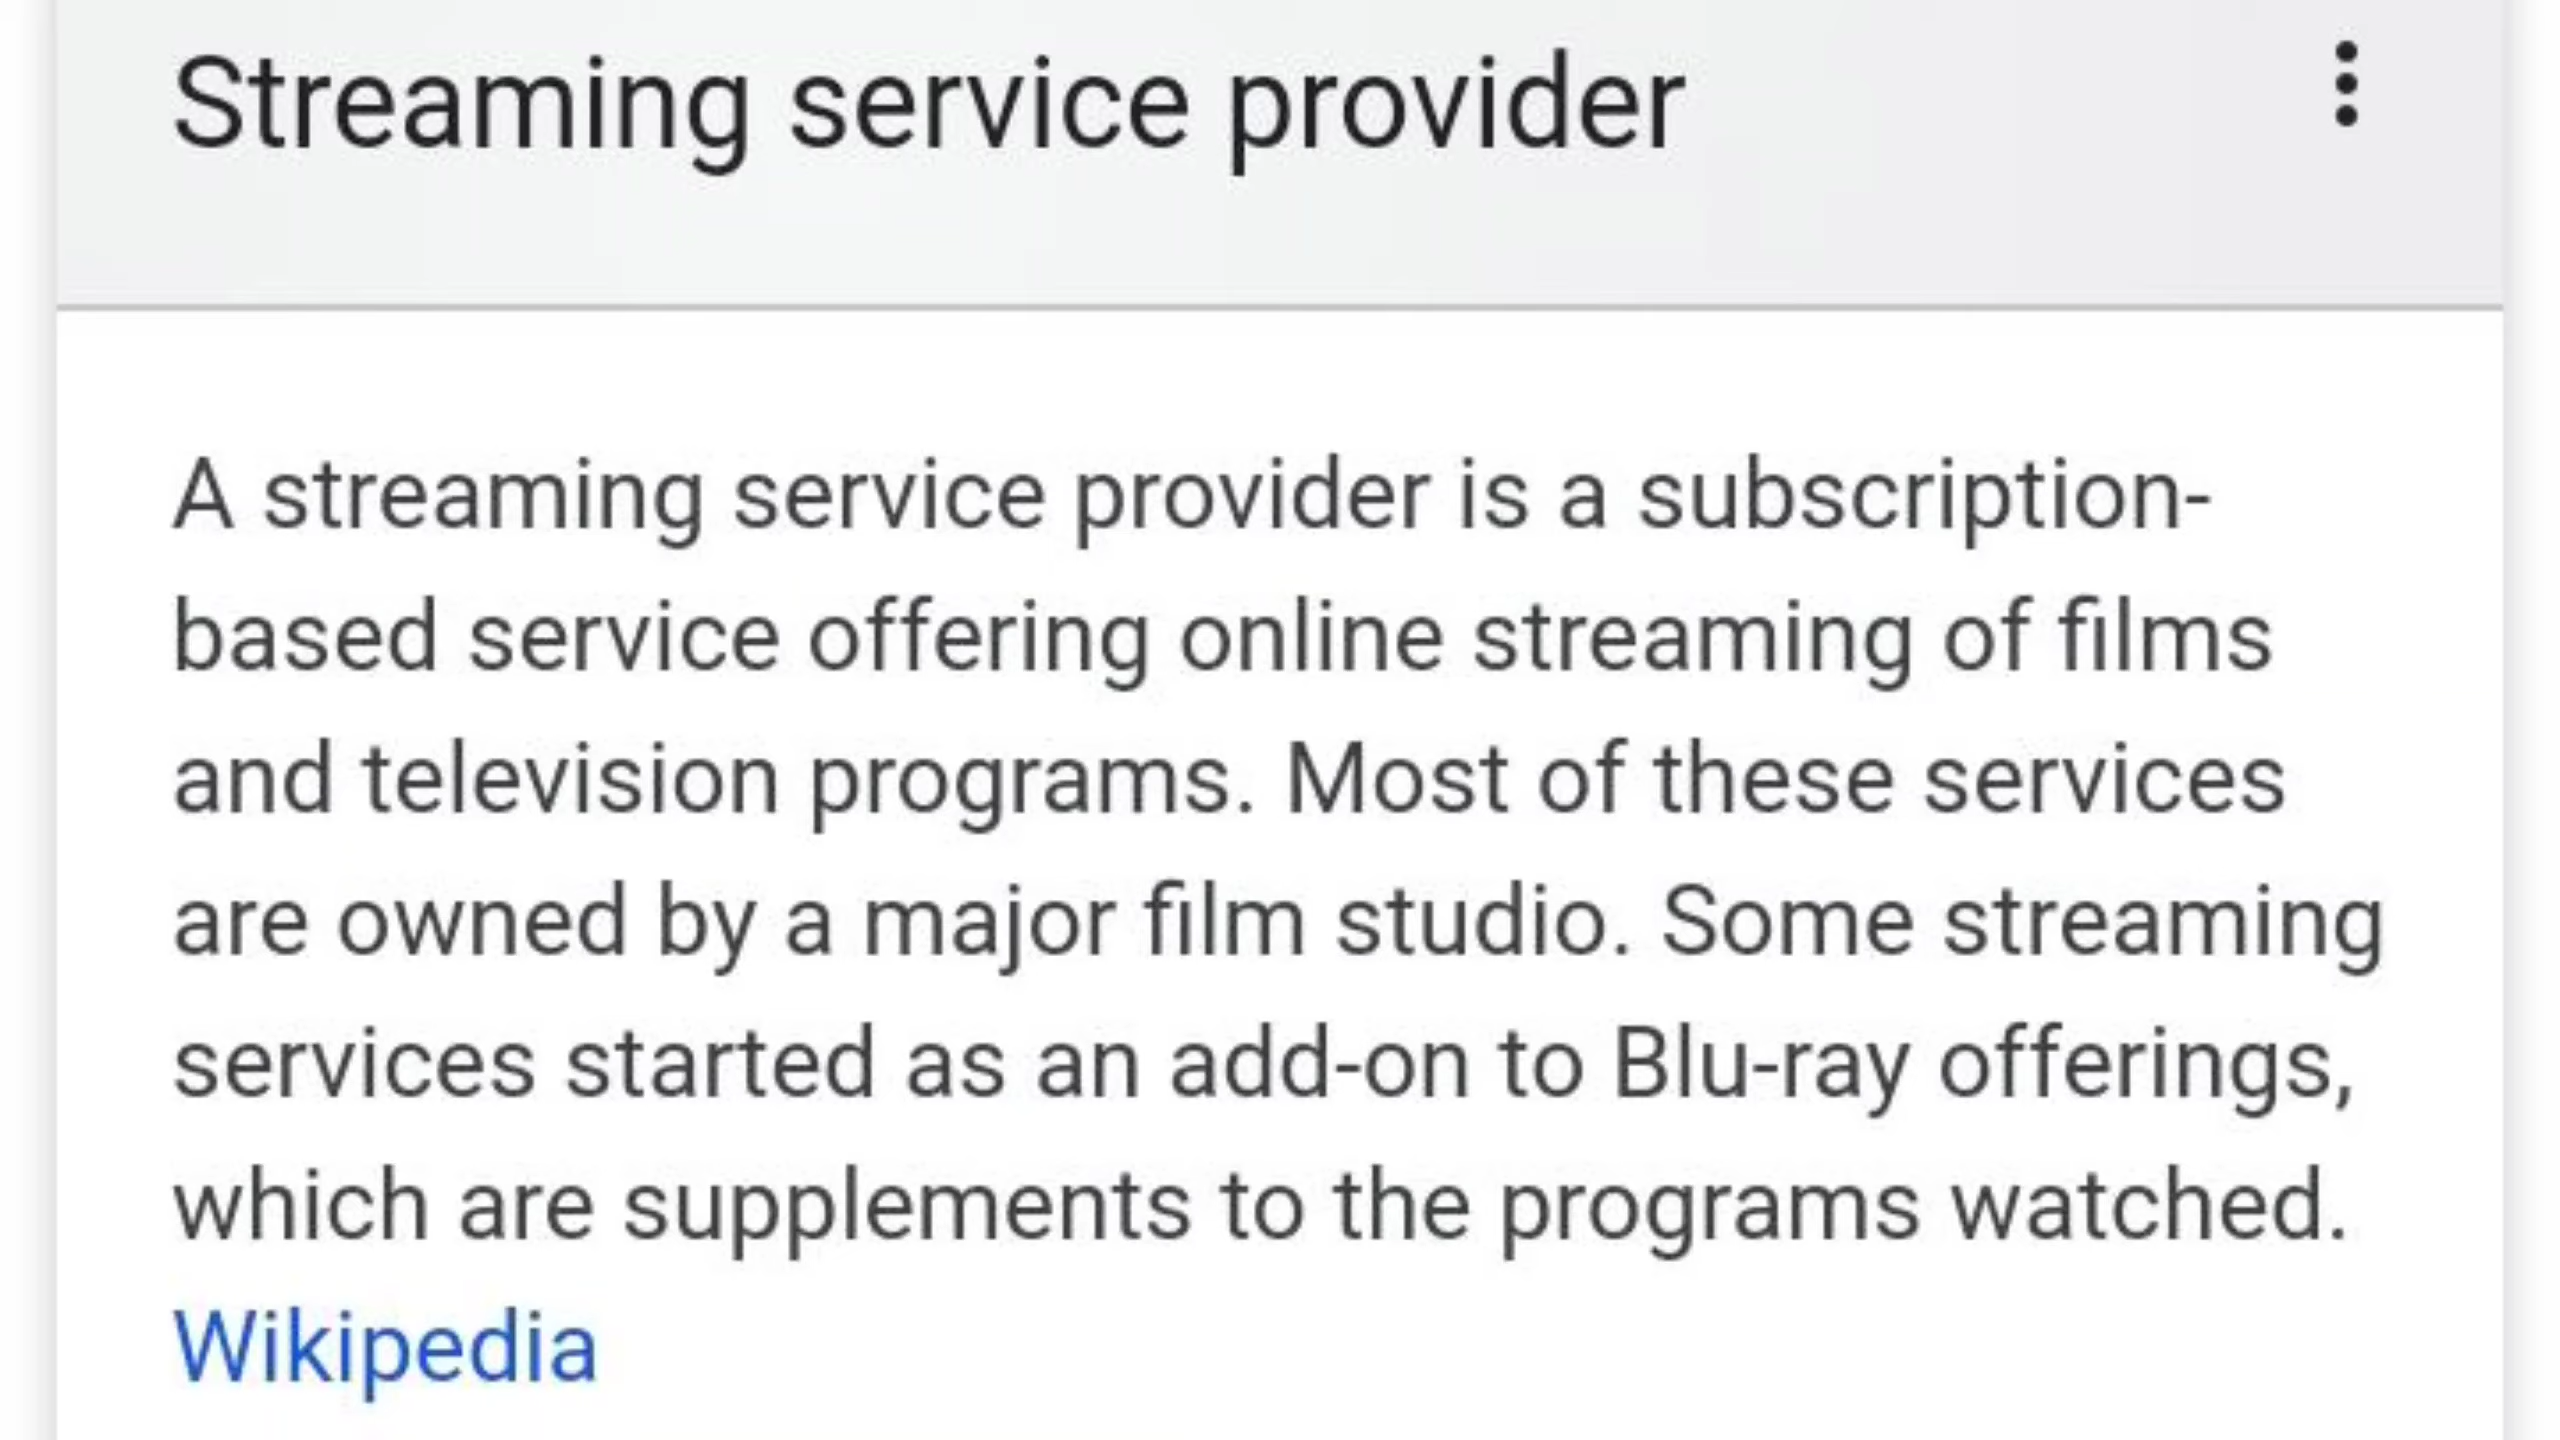 Streaming service provider
A streaming service provider is a subscription-
based service offering online streaming of films
and television programs. Most of these services
are owned by a major film studio. Some streaming
services started as an add-on to Blu-ray offerings,
which are supplements to the programs watched.
Wikipedia